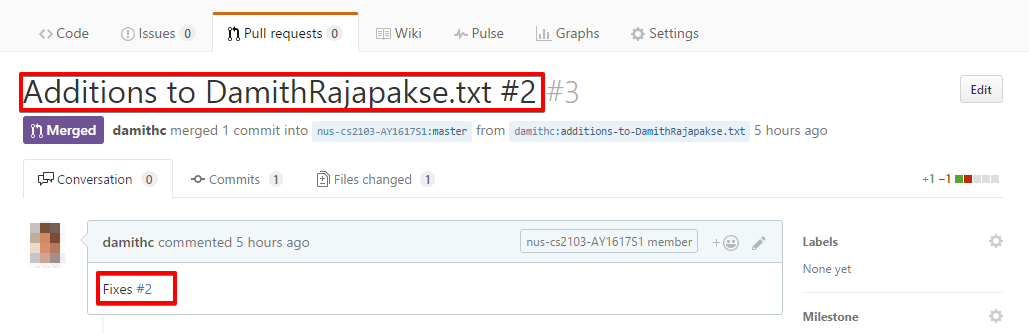 Code Issues 0 Pull requests 0 Wiki Pulse Graphs Settings
Additions to DamithRajapakse.txt #2 #3 Edit
Merged damithc merged 1 commit into nus-cs2103-AY1617S1:master from damithc:additions-to-DamithRajapakse.txt 5 hours ago
Conversation 0 Commits 1 Files changed 1 +1 −1
damithc commented 5 hours ago nus-cs2103-AY1617S1 member +
Labels
Fixes #2
None yet
Milestone